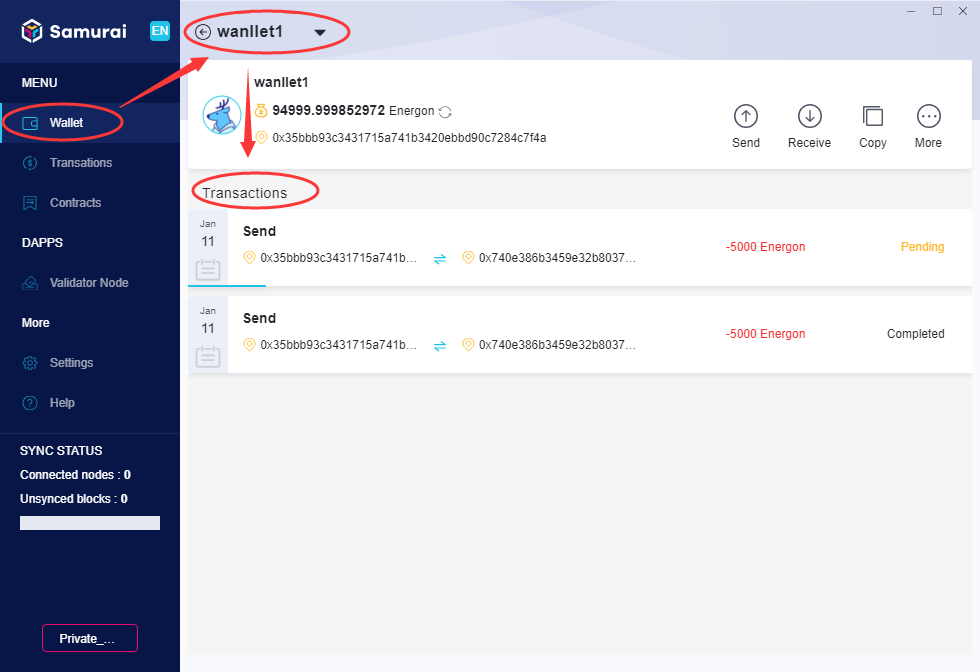 Samurai
EN
MENU
Wallet
Transations
Contracts
DAPPS
Validator Node
More
Settings
Help
SYNC STATUS
Connected nodes : 0
Unsynced blocks : 0
Private_...
wanllet1
wanllet1
94999.999852972 Energon
0x35bbb93c3431715a741b3420ebbd90c7284c7f4a
Send
Receive
Copy
More
Transactions
Jan
11
Send
0x35bbb93c3431715a741b...
0x740e386b3459e32b8037...
-5000 Energon
Pending
Jan
11
Send
0x35bbb93c3431715a741b...
0x740e386b3459e32b8037...
-5000 Energon
Completed